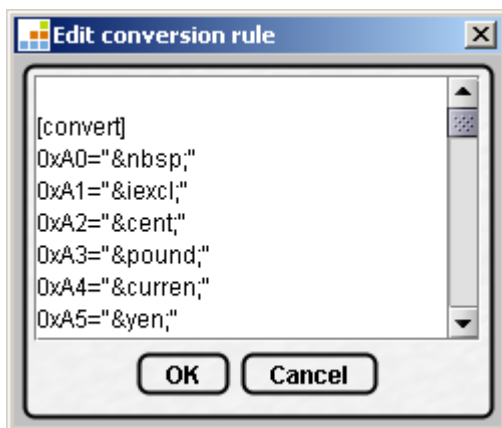 Edit conversion rule
[convert]
0xA0="&nbsp;"
0xA1="&iexcl;"
0xA2="&cent;"
0xA3="&pound;"
0xA4="&curren;"
0xA5="&yen;"
OK Cancel